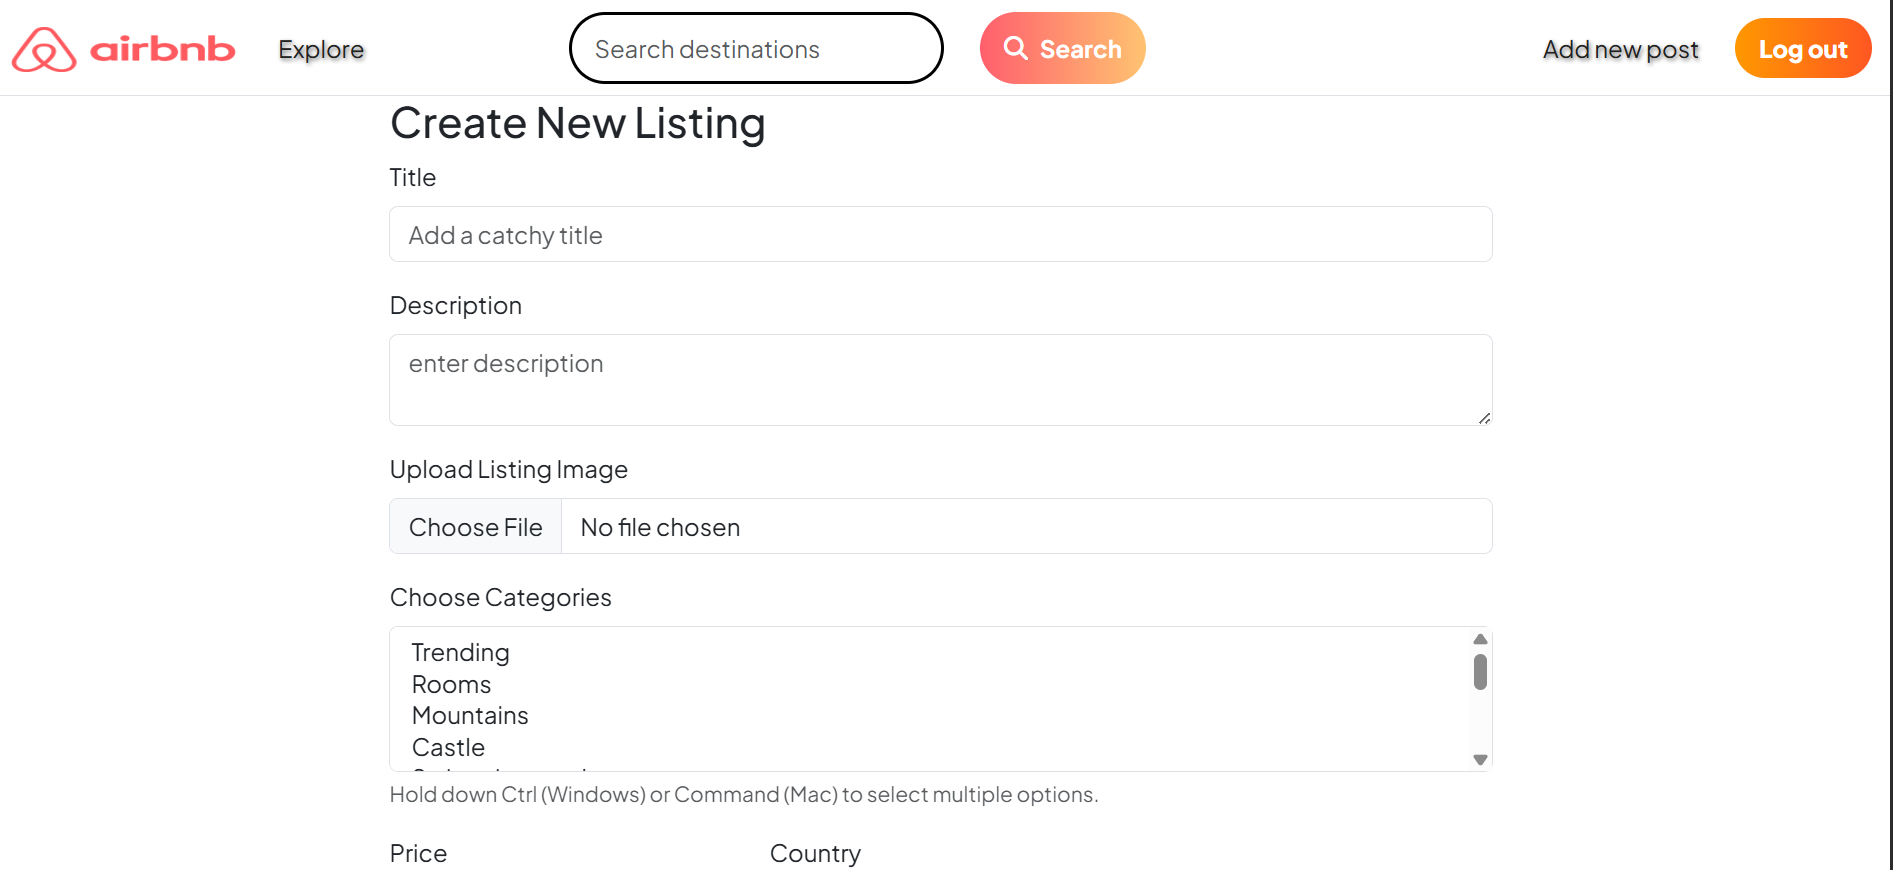 airbnb Explore Search destinations Search Add new post Log out
Create New Listing
Title
Add a catchy title
Description
enter description
Upload Listing Image
Choose File No file chosen
Choose Categories
Trending
Rooms
Mountains
Castle
Hold down Ctrl (Windows) or Command (Mac) to select multiple options.
Price Country